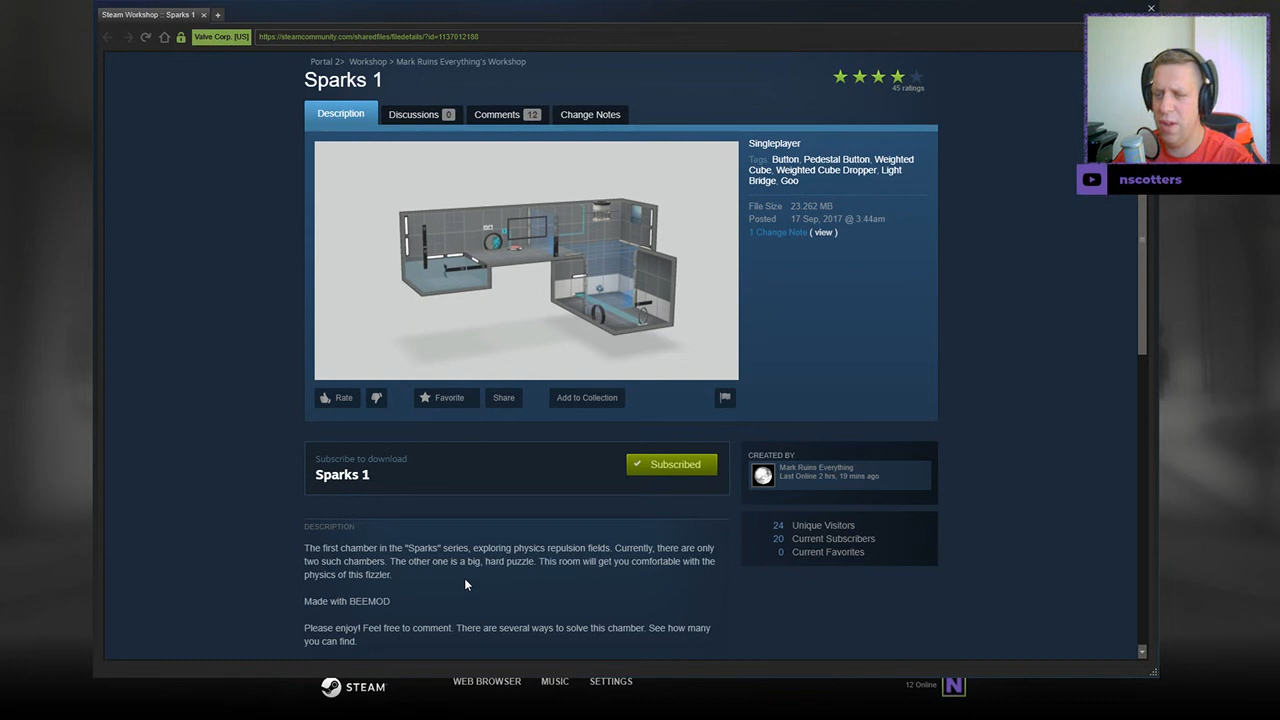 Steam Workshop :: Sparks 1
Valve Corp. [US]
https://steamcommunity.com/sharedfiles/filedetails/?id=1137012188
Portal 2> Workshop > Mark Ruins Everything's Workshop
Sparks 1
45 ratings
Description
Discussions 0
Comments 12
Change Notes
Singleplayer
Tags: Button, Pedestal Button, Weighted
Cube, Weighted Cube Dropper, Light
Bridge, Goo
File Size 23.262 MB
Posted 17 Sep, 2017 @ 3:44am
1 Change Note ( view )
nscotters
Rate
Favorite
Share
Add to Collection
Subscribe to download
Sparks 1
Subscribed
CREATED BY
Mark Ruins Everything
Last Online 2 hrs, 19 mins ago
24 Unique Visitors
20 Current Subscribers
0 Current Favorites
DESCRIPTION
The first chamber in the "Sparks" series, exploring physics repulsion fields. Currently, there are only
two such chambers. The other one is a big, hard puzzle. This room will get you comfortable with the
physics of this fizzler.
Made with BEEMOD
Please enjoy! Feel free to comment. There are several ways to solve this chamber. See how many
you can find.
STEAM
WEB BROWSER
MUSIC
SETTINGS
12 Online
N